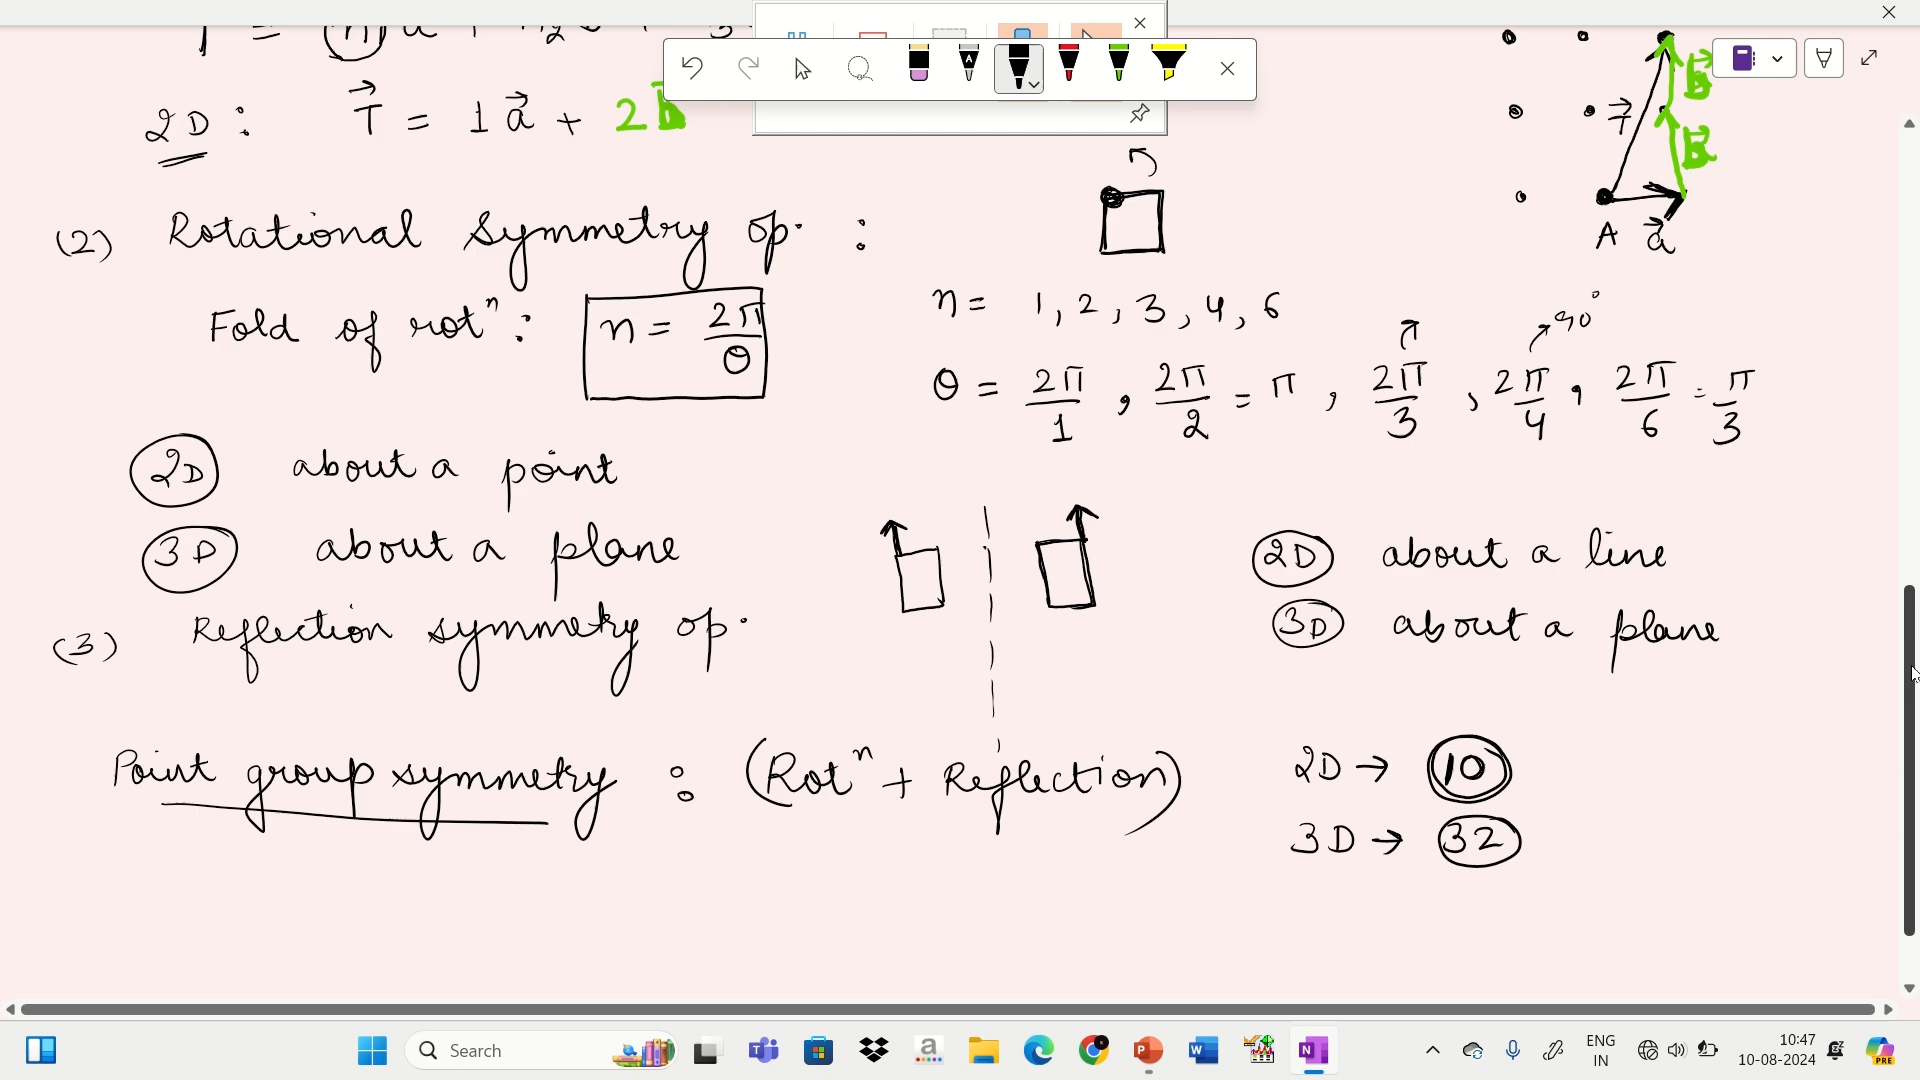 2D : T = 1 a + 2 b
T
b
b
A a
(2) Rotational Symmetry op. :
Fold of rotⁿ : n = 2π/θ
n = 1, 2, 3, 4, 6
90°
θ = 2π/1 , 2π/2 = π , 2π/3 , 2π/4 , 2π/6 = π/3
2D about a point
3D about a plane
2D about a line
3D about a plane
(3) Reflection symmetry op.
Point group symmetry : (Rotⁿ + Reflection)
2D → 10
3D → 32
Search
ENG
IN
10:47
10-08-2024
PRE